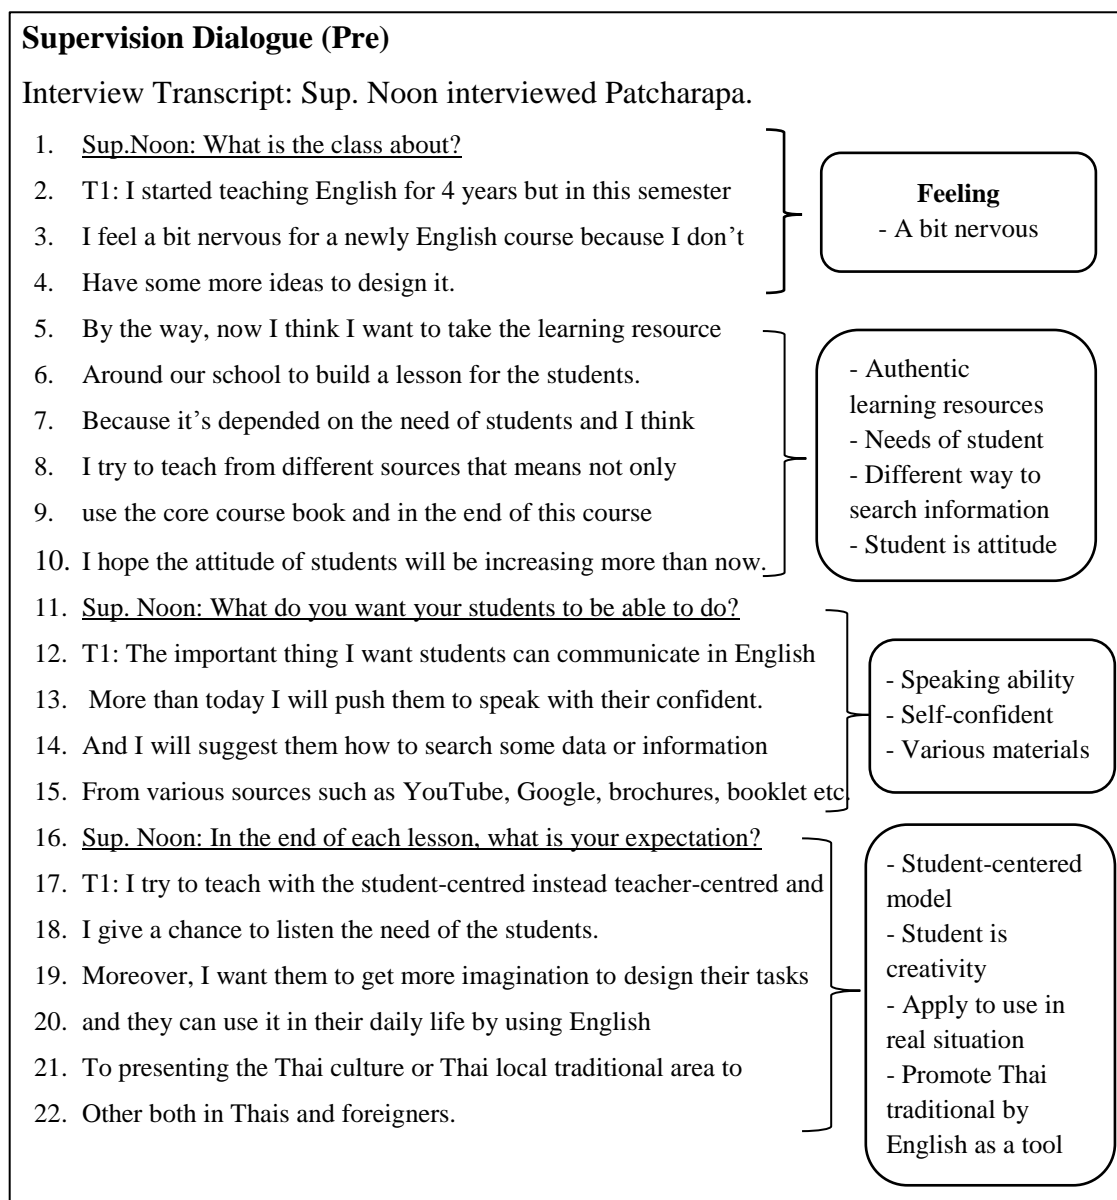 Supervision Dialogue (Pre)
Interview Transcript: Sup. Noon interviewed Patcharapa.
1. Sup.Noon: What is the class about?
2. T1: I started teaching English for 4 years but in this semester
3. I feel a bit nervous for a newly English course because I don’t
4. Have some more ideas to design it.
Feeling
- A bit nervous
5. By the way, now I think I want to take the learning resource
6. Around our school to build a lesson for the students.
7. Because it’s depended on the need of students and I think
8. I try to teach from different sources that means not only
9. use the core course book and in the end of this course
10. I hope the attitude of students will be increasing more than now.
- Authentic
learning resources
- Needs of student
- Different way to
search information
- Student is attitude
11. Sup. Noon: What do you want your students to be able to do?
12. T1: The important thing I want students can communicate in English
13. More than today I will push them to speak with their confident.
14. And I will suggest them how to search some data or information
15. From various sources such as YouTube, Google, brochures, booklet etc.
- Speaking ability
- Self-confident
- Various materials
16. Sup. Noon: In the end of each lesson, what is your expectation?
17. T1: I try to teach with the student-centred instead teacher-centred and
18. I give a chance to listen the need of the students.
19. Moreover, I want them to get more imagination to design their tasks
20. and they can use it in their daily life by using English
21. To presenting the Thai culture or Thai local traditional area to
22. Other both in Thais and foreigners.
- Student-centered
model
- Student is
creativity
- Apply to use in
real situation
- Promote Thai
traditional by
English as a tool